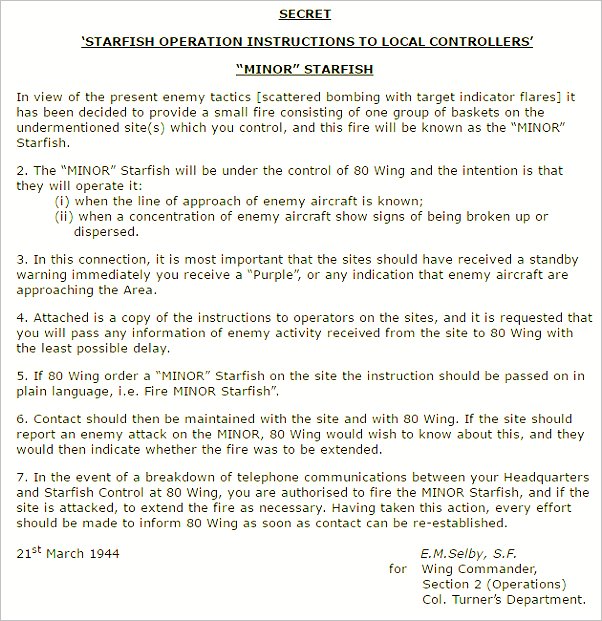 SECRET
‘STARFISH OPERATION INSTRUCTIONS TO LOCAL CONTROLLERS’
“MINOR” STARFISH
In view of the present enemy tactics [scattered bombing with target indicator flares] it
has been decided to provide a small fire consisting of one group of baskets on the
undermentioned site(s) which you control, and this fire will be known as the “MINOR”
Starfish.
2. The “MINOR” Starfish will be under the control of 80 Wing and the intention is that
they will operate it:
(i) when the line of approach of enemy aircraft is known;
(ii) when a concentration of enemy aircraft show signs of being broken up or
dispersed.
3. In this connection, it is most important that the sites should have received a standby
warning immediately you receive a “Purple”, or any indication that enemy aircraft are
approaching the Area.
4. Attached is a copy of the instructions to operators on the sites, and it is requested that
you will pass any information of enemy activity received from the site to 80 Wing with
the least possible delay.
5. If 80 Wing order a “MINOR” Starfish on the site the instruction should be passed on in
plain language, i.e. Fire MINOR Starfish”.
6. Contact should then be maintained with the site and with 80 Wing. If the site should
report an enemy attack on the MINOR, 80 Wing would wish to know about this, and they
would then indicate whether the fire was to be extended.
7. In the event of a breakdown of telephone communications between your Headquarters
and Starfish Control at 80 Wing, you are authorised to fire the MINOR Starfish, and if the
site is attacked, to extend the fire as necessary. Having taken this action, every effort
should be made to inform 80 Wing as soon as contact can be re-established.
21st March 1944 E.M.Selby, S.F.
for Wing Commander,
Section 2 (Operations)
Col. Turner’s Department.